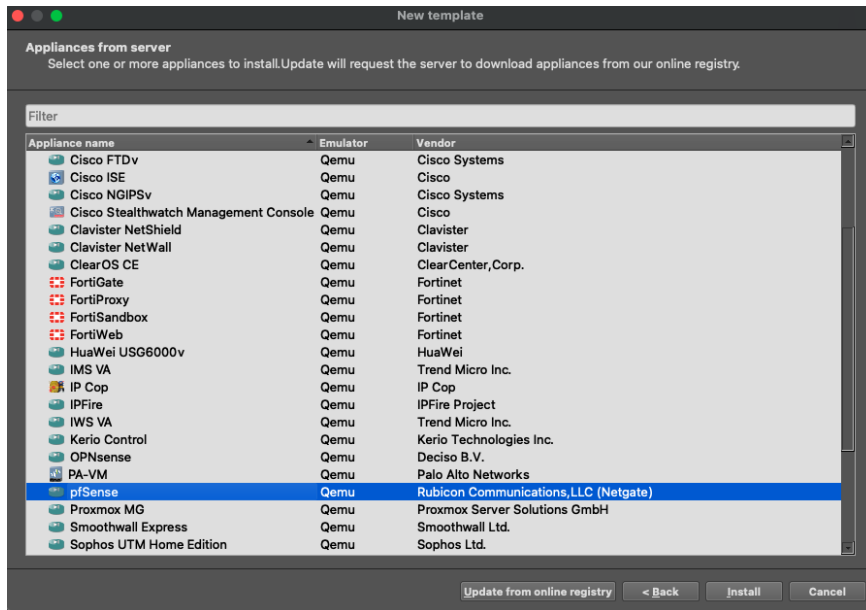 New template
Appliances from server
Select one or more appliances to install.Update will request the server to download appliances from our online registry.
Filter
Appliance name Emulator Vendor
Cisco FTDv Qemu Cisco Systems
Cisco ISE Qemu Cisco
Cisco NGIPSv Qemu Cisco Systems
Cisco Stealthwatch Management Console Qemu Cisco
Clavister NetShield Qemu Clavister
Clavister NetWall Qemu Clavister
ClearOS CE Qemu ClearCenter,Corp.
FortiGate Qemu Fortinet
FortiProxy Qemu Fortinet
FortiSandbox Qemu Fortinet
FortiWeb Qemu Fortinet
HuaWei USG6000v Qemu HuaWei
IMS VA Qemu Trend Micro Inc.
IP Cop Qemu IP Cop
IPFire Qemu IPFire Project
IWS VA Qemu Trend Micro Inc.
Kerio Control Qemu Kerio Technologies Inc.
OPNsense Qemu Deciso B.V.
PA-VM Qemu Palo Alto Networks
pfSense Qemu Rubicon Communications,LLC (Netgate)
Proxmox MG Qemu Proxmox Server Solutions GmbH
Smoothwall Express Qemu Smoothwall Ltd.
Sophos UTM Home Edition Qemu Sophos Ltd.
Update from online registry < Back Install Cancel